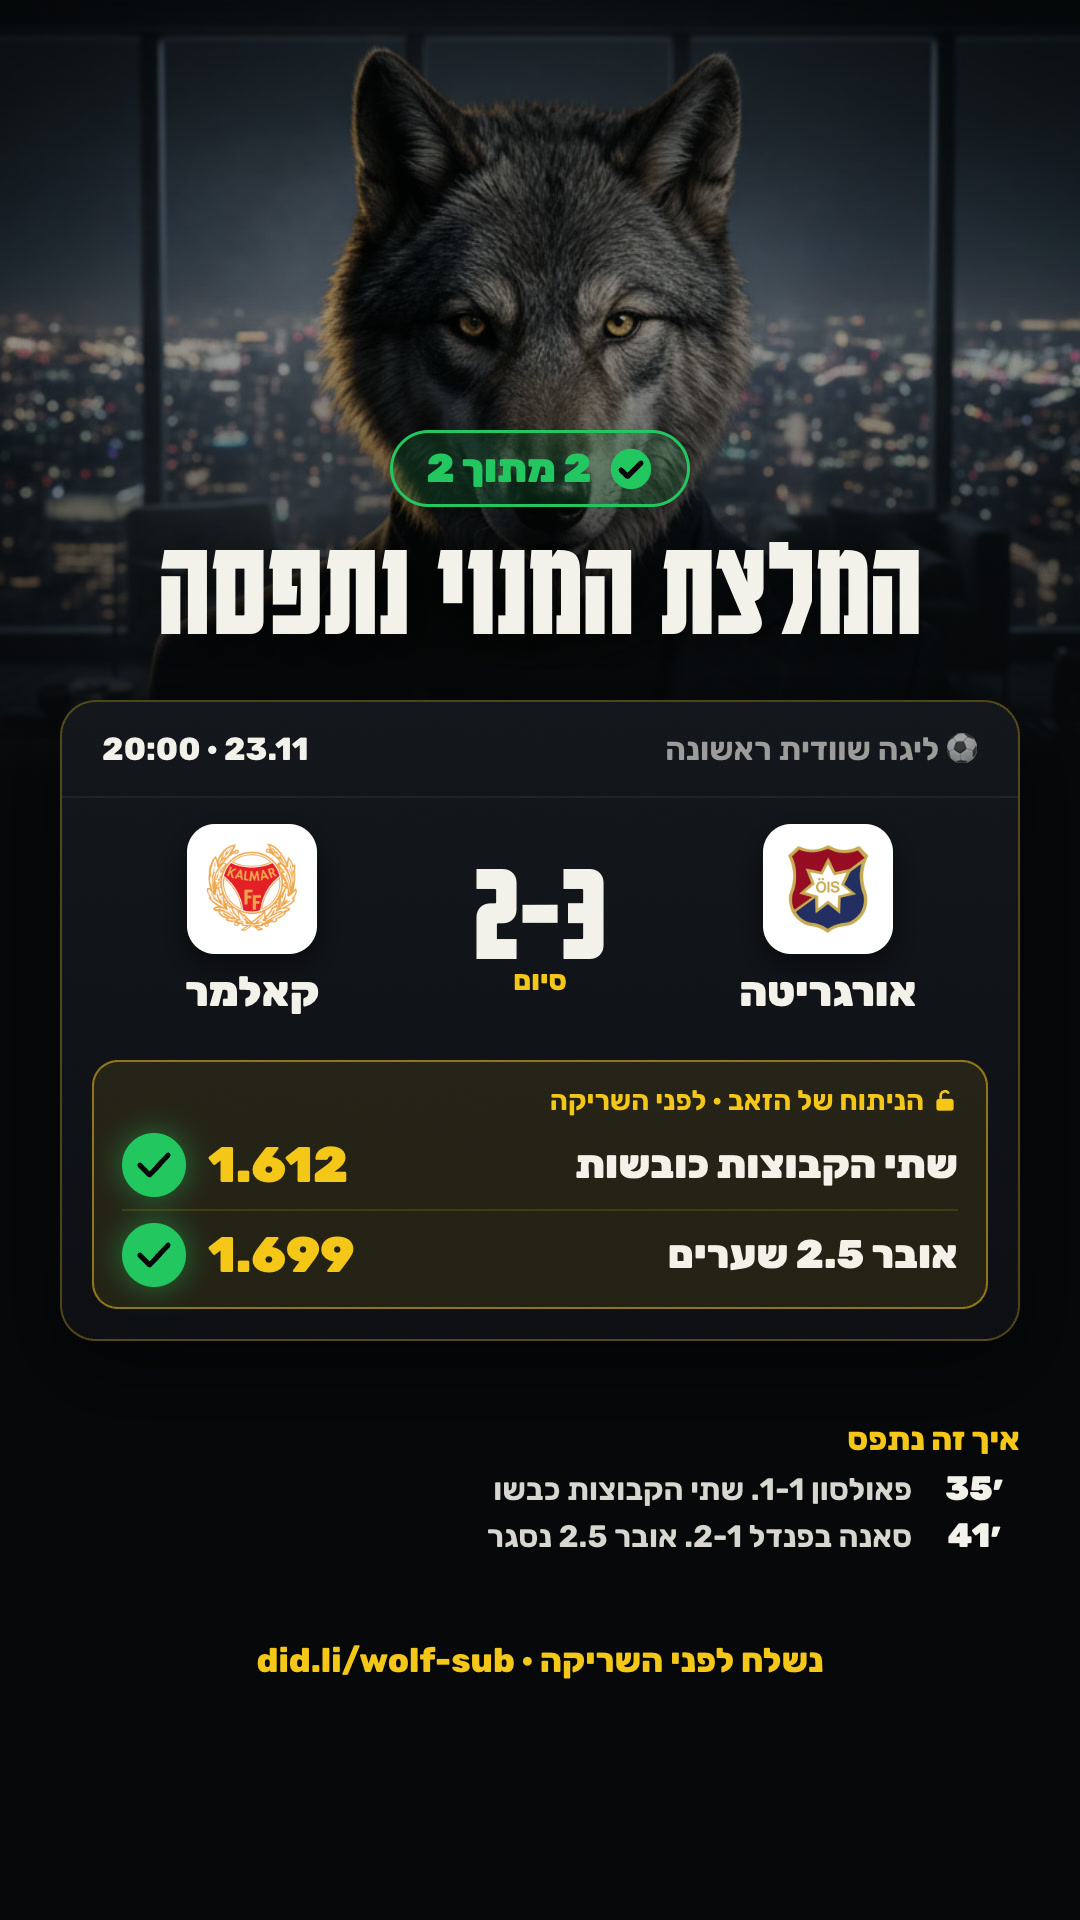 2 מתוך 2
המלצת המנוי נתפסה
ליגה שוודית ראשונה
23.11 • 20:00
ÖIS
KALMAR
FF
2-3
סיום
אורגריטה
קאלמר
הניתוח של הזאב • לפני השריקה
שתי הקבוצות כובשות 1.612
אובר 2.5 שערים 1.699
איך זה נתפס
35׳ פאולסון 1-1. שתי הקבוצות כבשו
41׳ סאנה בפנדל 2-1. אובר 2.5 נסגר
נשלח לפני השריקה • did.li/wolf-sub